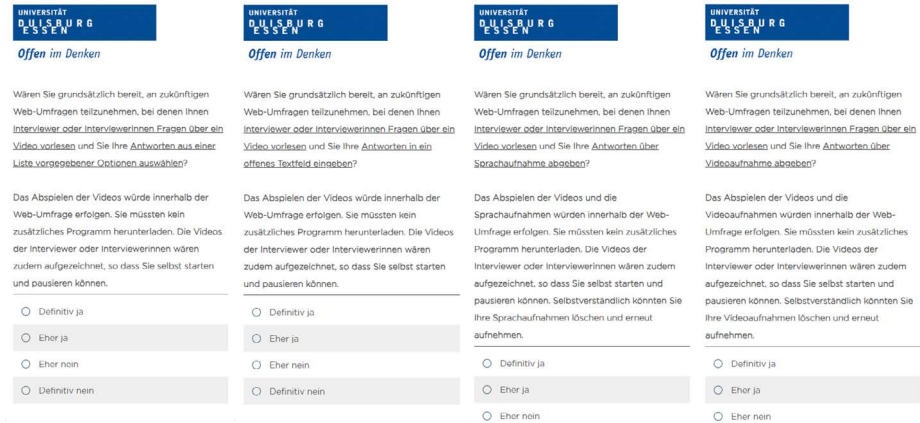 UNIVERSITÄT
DUISBURG
ESSEN
Offen im Denken
Wären Sie grundsätzlich bereit, an zukünftigen
Web-Umfragen teilzunehmen, bei denen Ihnen
Interviewer oder Interviewerinnen Fragen über ein
Video vorlesen und Sie Ihre Antworten aus einer
Liste vorgegebener Optionen auswählen?
Das Abspielen der Videos würde innerhalb der
Web-Umfrage erfolgen. Sie müssten kein
zusätzliches Programm herunterladen. Die Videos
der Interviewer oder Interviewerinnen wären
zudem aufgezeichnet, so dass Sie selbst starten
und pausieren können.
Definitiv ja
Eher ja
Eher nein
Definitiv nein
UNIVERSITÄT
DUISBURG
ESSEN
Offen im Denken
Wären Sie grundsätzlich bereit, an zukünftigen
Web-Umfragen teilzunehmen, bei denen Ihnen
Interviewer oder Interviewerinnen Fragen über ein
Video vorlesen und Sie Ihre Antworten in ein
offenes Textfeld eingeben?
Das Abspielen der Videos würde innerhalb der
Web-Umfrage erfolgen. Sie müssten kein
zusätzliches Programm herunterladen. Die Videos
der Interviewer oder Interviewerinnen wären
zudem aufgezeichnet, so dass Sie selbst starten
und pausieren können.
Definitiv ja
Eher ja
Eher nein
Definitiv nein
UNIVERSITÄT
DUISBURG
ESSEN
Offen im Denken
Wären Sie grundsätzlich bereit, an zukünftigen
Web-Umfragen teilzunehmen, bei denen Ihnen
Interviewer oder Interviewerinnen Fragen über ein
Video vorlesen und Sie Ihre Antworten über
Sprachaufnahme abgeben?
Das Abspielen der Videos und die
Sprachaufnahmen würden innerhalb der Web-
Umfrage erfolgen. Sie müssten kein zusätzliches
Programm herunterladen. Die Videos der
Interviewer oder Interviewerinnen wären zudem
aufgezeichnet, so dass Sie selbst starten und
pausieren können. Selbstverständlich könnten Sie
Ihre Sprachaufnahmen löschen und erneut
aufnehmen.
Definitiv ja
Eher ja
Eher nein
UNIVERSITÄT
DUISBURG
ESSEN
Offen im Denken
Wären Sie grundsätzlich bereit, an zukünftigen
Web-Umfragen teilzunehmen, bei denen Ihnen
Interviewer oder Interviewerinnen Fragen über ein
Video vorlesen und Sie Ihre Antworten über
Videoaufnahme abgeben?
Das Abspielen der Videos und die
Videoaufnahmen würden innerhalb der Web-
Umfrage erfolgen. Sie müssten kein zusätzliches
Programm herunterladen. Die Videos der
Interviewer oder Interviewerinnen wären zudem
aufgezeichnet, so dass Sie selbst starten und
pausieren können. Selbstverständlich könnten Sie
Ihre Videoaufnahmen löschen und erneut
aufnehmen.
Definitiv ja
Eher ja
Eher nein